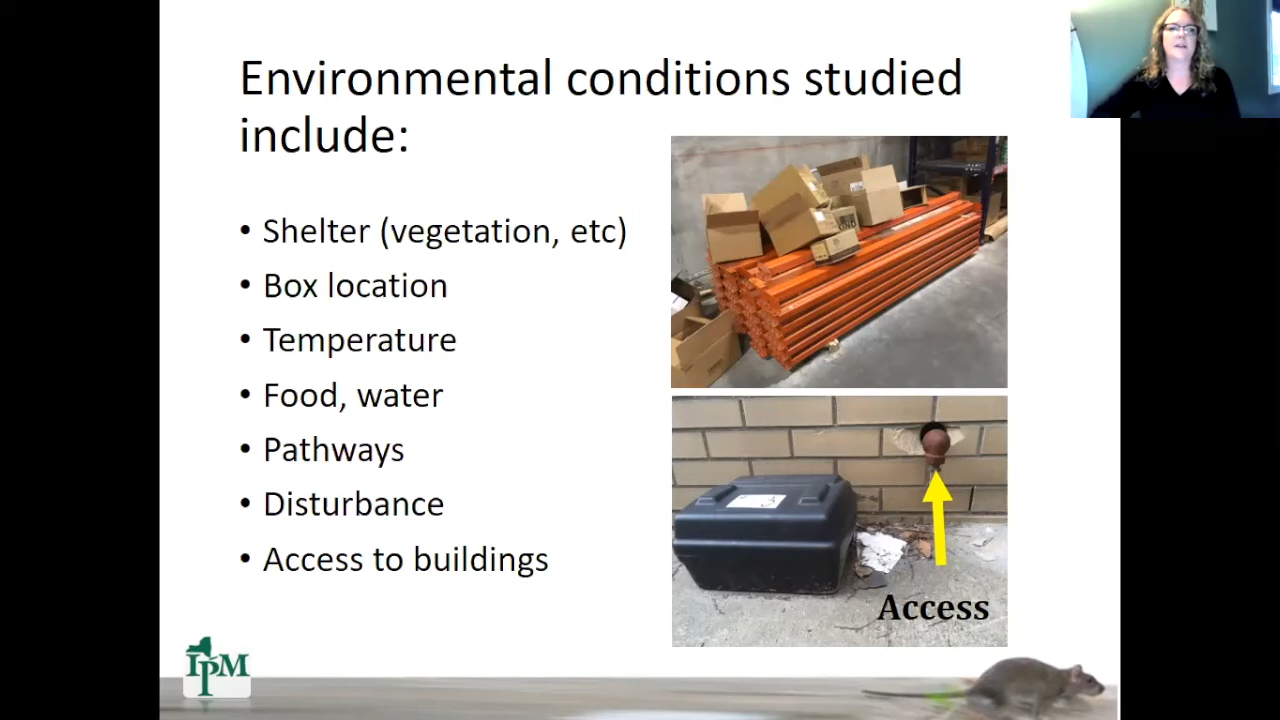 Environmental conditions studied
include:
• Shelter (vegetation, etc)
• Box location
• Temperature
• Food, water
• Pathways
• Disturbance
• Access to buildings
Access
IPM